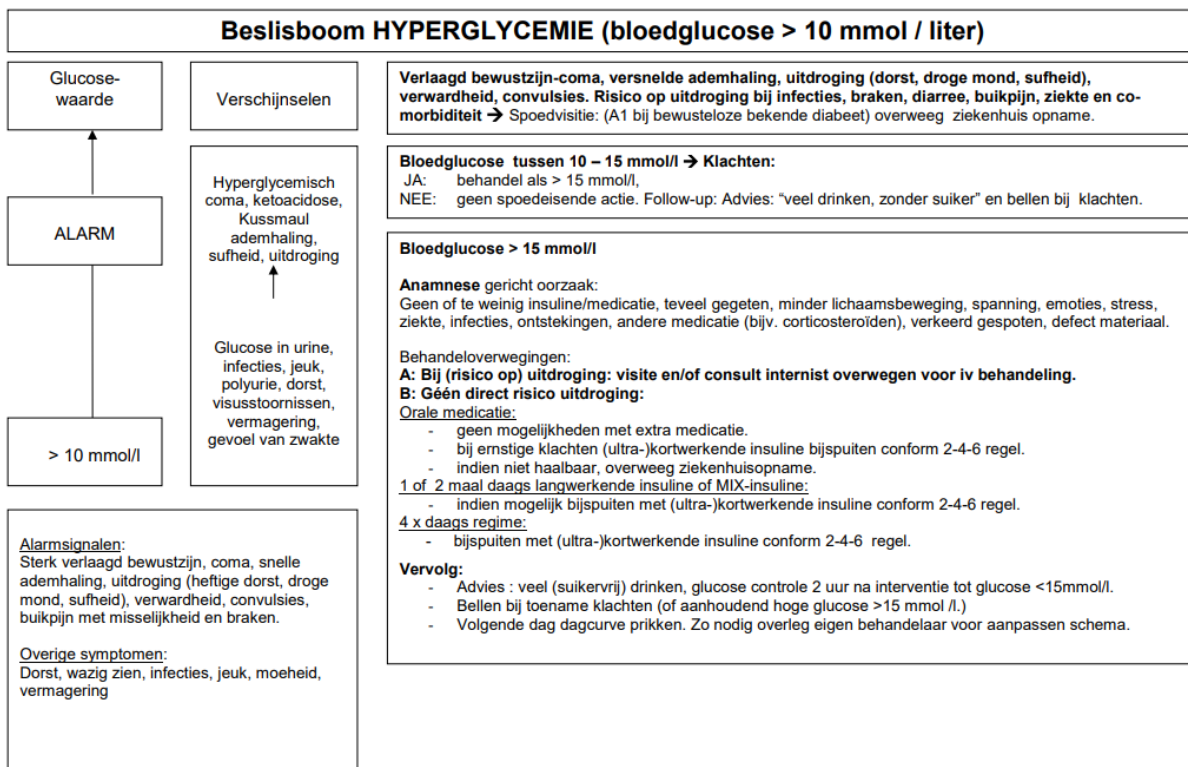 Beslisboom HYPERGLYCEMIE (bloedglucose > 10 mmol / liter)
Glucose-
waarde
ALARM
> 10 mmol/l
Verschijnselen
Hyperglycemisch
coma, ketoacidose,
Kussmaul
ademhaling,
sufheid, uitdroging
Glucose in urine,
infecties, jeuk,
polyurie, dorst,
visusstoornissen,
vermagering,
gevoel van zwakte
Alarmsignalen:
Sterk verlaagd bewustzijn, coma, snelle
ademhaling, uitdroging (heftige dorst, droge
mond, sufheid), verwardheid, convulsies,
buikpijn met misselijkheid en braken.
Overige symptomen:
Dorst, wazig zien, infecties, jeuk, moeheid,
vermagering
Verlaagd bewustzijn-coma, versnelde ademhaling, uitdroging (dorst, droge mond, sufheid),
verwardheid, convulsies. Risico op uitdroging bij infecties, braken, diarree, buikpijn, ziekte en co-
morbiditeit → Spoedvisitie: (A1 bij bewusteloze bekende diabeet) overweeg ziekenhuis opname.
Bloedglucose tussen 10 – 15 mmol/l → Klachten:
JA: behandel als > 15 mmol/l,
NEE: geen spoedeisende actie. Follow-up: Advies: “veel drinken, zonder suiker” en bellen bij klachten.
Bloedglucose > 15 mmol/l
Anamnese gericht oorzaak:
Geen of te weinig insuline/medicatie, teveel gegeten, minder lichaamsbeweging, spanning, emoties, stress,
ziekte, infecties, ontstekingen, andere medicatie (bijv. corticosteroïden), verkeerd gespoten, defect materiaal.
Behandeloverwegingen:
A: Bij (risico op) uitdroging: visite en/of consult internist overwegen voor iv behandeling.
B: Géén direct risico uitdroging:
Orale medicatie:
- geen mogelijkheden met extra medicatie.
- bij ernstige klachten (ultra-)kortwerkende insuline bijspuiten conform 2-4-6 regel.
- indien niet haalbaar, overweeg ziekenhuisopname.
1 of 2 maal daags langwerkende insuline of MIX-insuline:
- indien mogelijk bijspuiten met (ultra-)kortwerkende insuline conform 2-4-6 regel.
4 x daags regime:
- bijspuiten met (ultra-)kortwerkende insuline conform 2-4-6 regel.
Vervolg:
- Advies : veel (suikervrij) drinken, glucose controle 2 uur na interventie tot glucose <15mmol/l.
- Bellen bij toename klachten (of aanhoudend hoge glucose >15 mmol /l.)
- Volgende dag dagcurve prikken. Zo nodig overleg eigen behandelaar voor aanpassen schema.